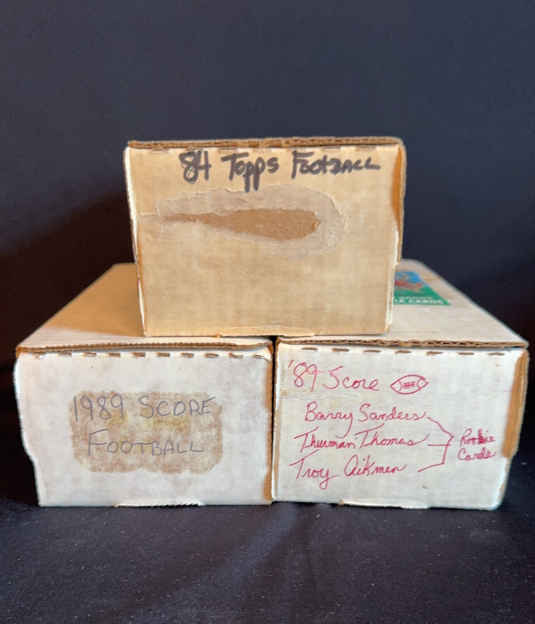 84 Topps Football
1989 SCORE
FOOTBALL
'89 Score
Barry Sanders
Thurman Thomas
Troy Aikman
Rookie
Cards